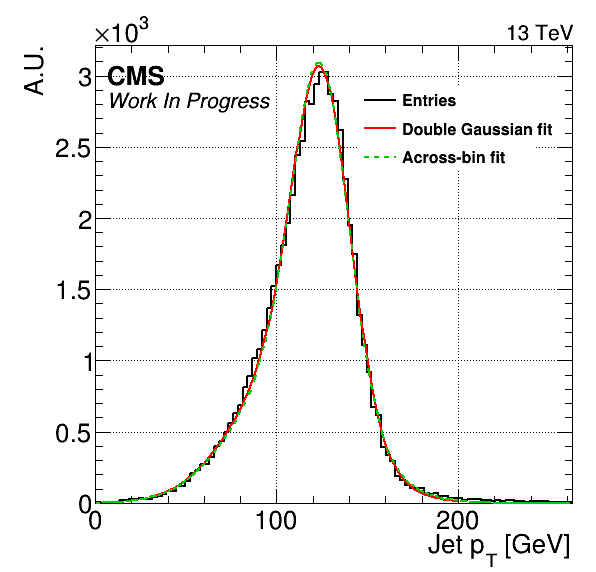 ×10³
13 TeV
A.U.
CMS
Work In Progress
Entries
Double Gaussian fit
Across-bin fit
3
2.5
2
1.5
1
0.5
0
0 100 200
Jet p_T [GeV]